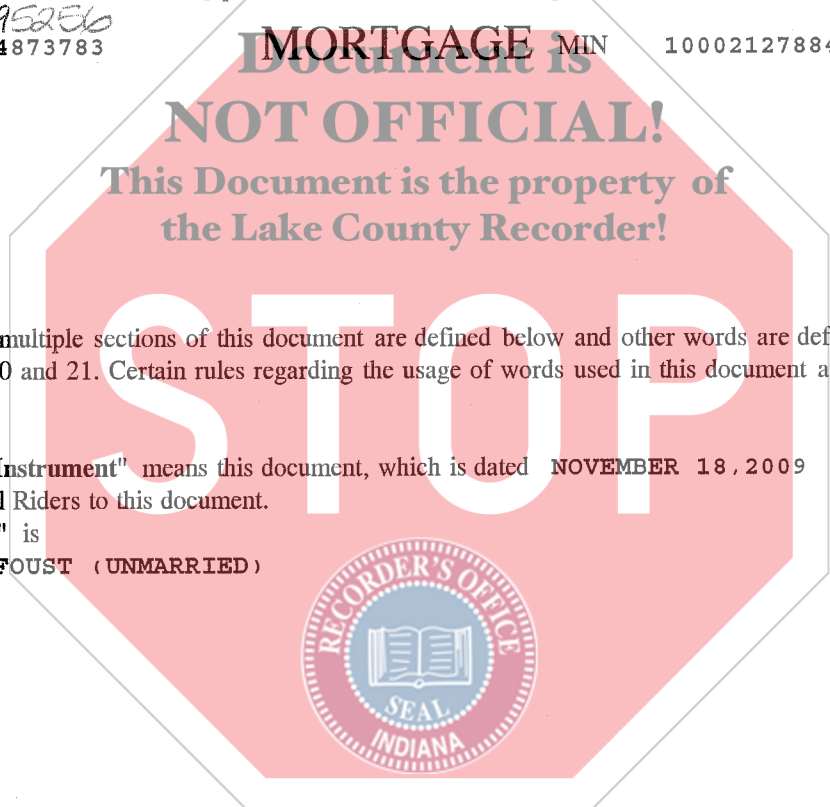 95256
4873783 MORTGAGE MIN 10002127884
Document is
NOT OFFICIAL!
This Document is the property of
the Lake County Recorder!
STOP
multiple sections of this document are defined below and other words are def
0 and 21. Certain rules regarding the usage of words used in this document a
Instrument" means this document, which is dated NOVEMBER 18, 2009
Riders to this document.
" is
FOUST (UNMARRIED)
RECORDER'S OFFICE
SEAL
INDIANA